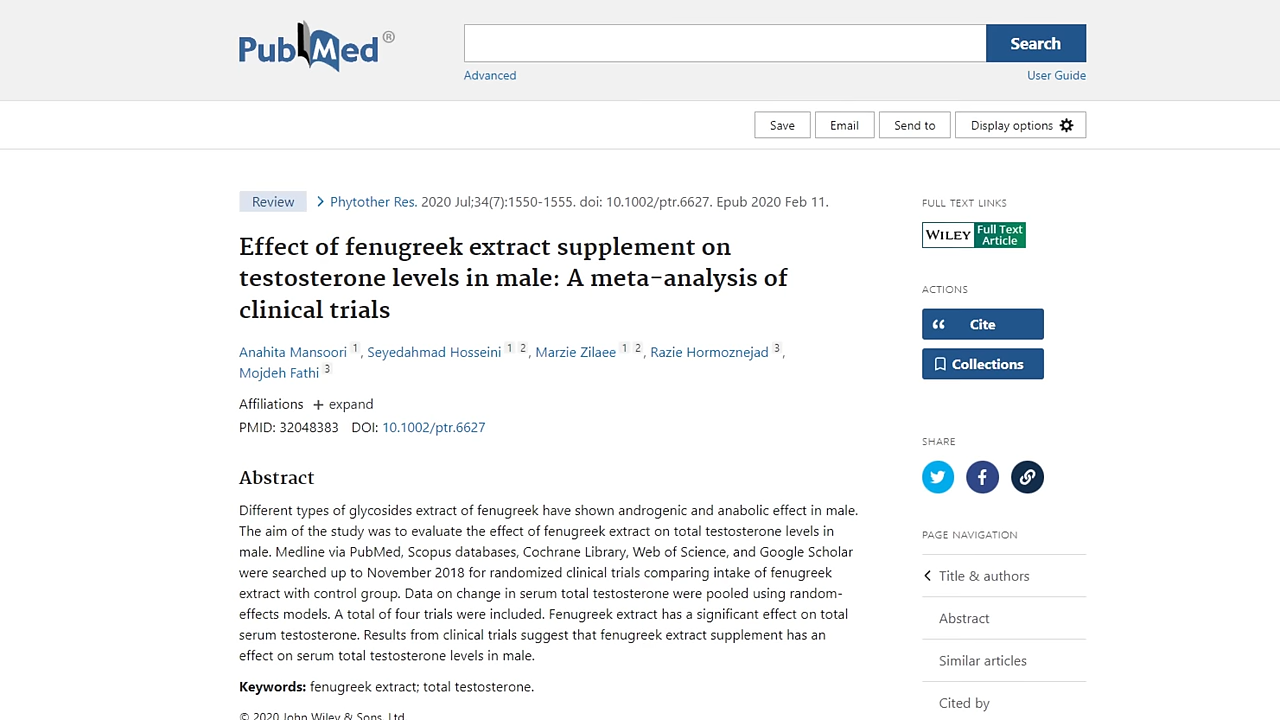 PubMed®
Search
Advanced
User Guide
Save
Email
Send to
Display options
Review
Phytother Res. 2020 Jul;34(7):1550-1555. doi: 10.1002/ptr.6627. Epub 2020 Feb 11.
Effect of fenugreek extract supplement on
testosterone levels in male: A meta-analysis of
clinical trials
Anahita Mansoori 1, Seyedahmad Hosseini 1 2, Marzie Zilaee 1 2, Razie Hormoznejad 3,
Mojdeh Fathi 3
Affiliations + expand
PMID: 32048383 DOI: 10.1002/ptr.6627
Abstract
Different types of glycosides extract of fenugreek have shown androgenic and anabolic effect in male.
The aim of the study was to evaluate the effect of fenugreek extract on total testosterone levels in
male. Medline via PubMed, Scopus databases, Cochrane Library, Web of Science, and Google Scholar
were searched up to November 2018 for randomized clinical trials comparing intake of fenugreek
extract with control group. Data on change in serum total testosterone were pooled using random-
effects models. A total of four trials were included. Fenugreek extract has a significant effect on total
serum testosterone. Results from clinical trials suggest that fenugreek extract supplement has an
effect on serum total testosterone levels in male.
Keywords: fenugreek extract; total testosterone.
© 2020 John Wiley & Sons, Ltd.
FULL TEXT LINKS
WILEY Full Text
Article
ACTIONS
Cite
Collections
SHARE
PAGE NAVIGATION
Title & authors
Abstract
Similar articles
Cited by